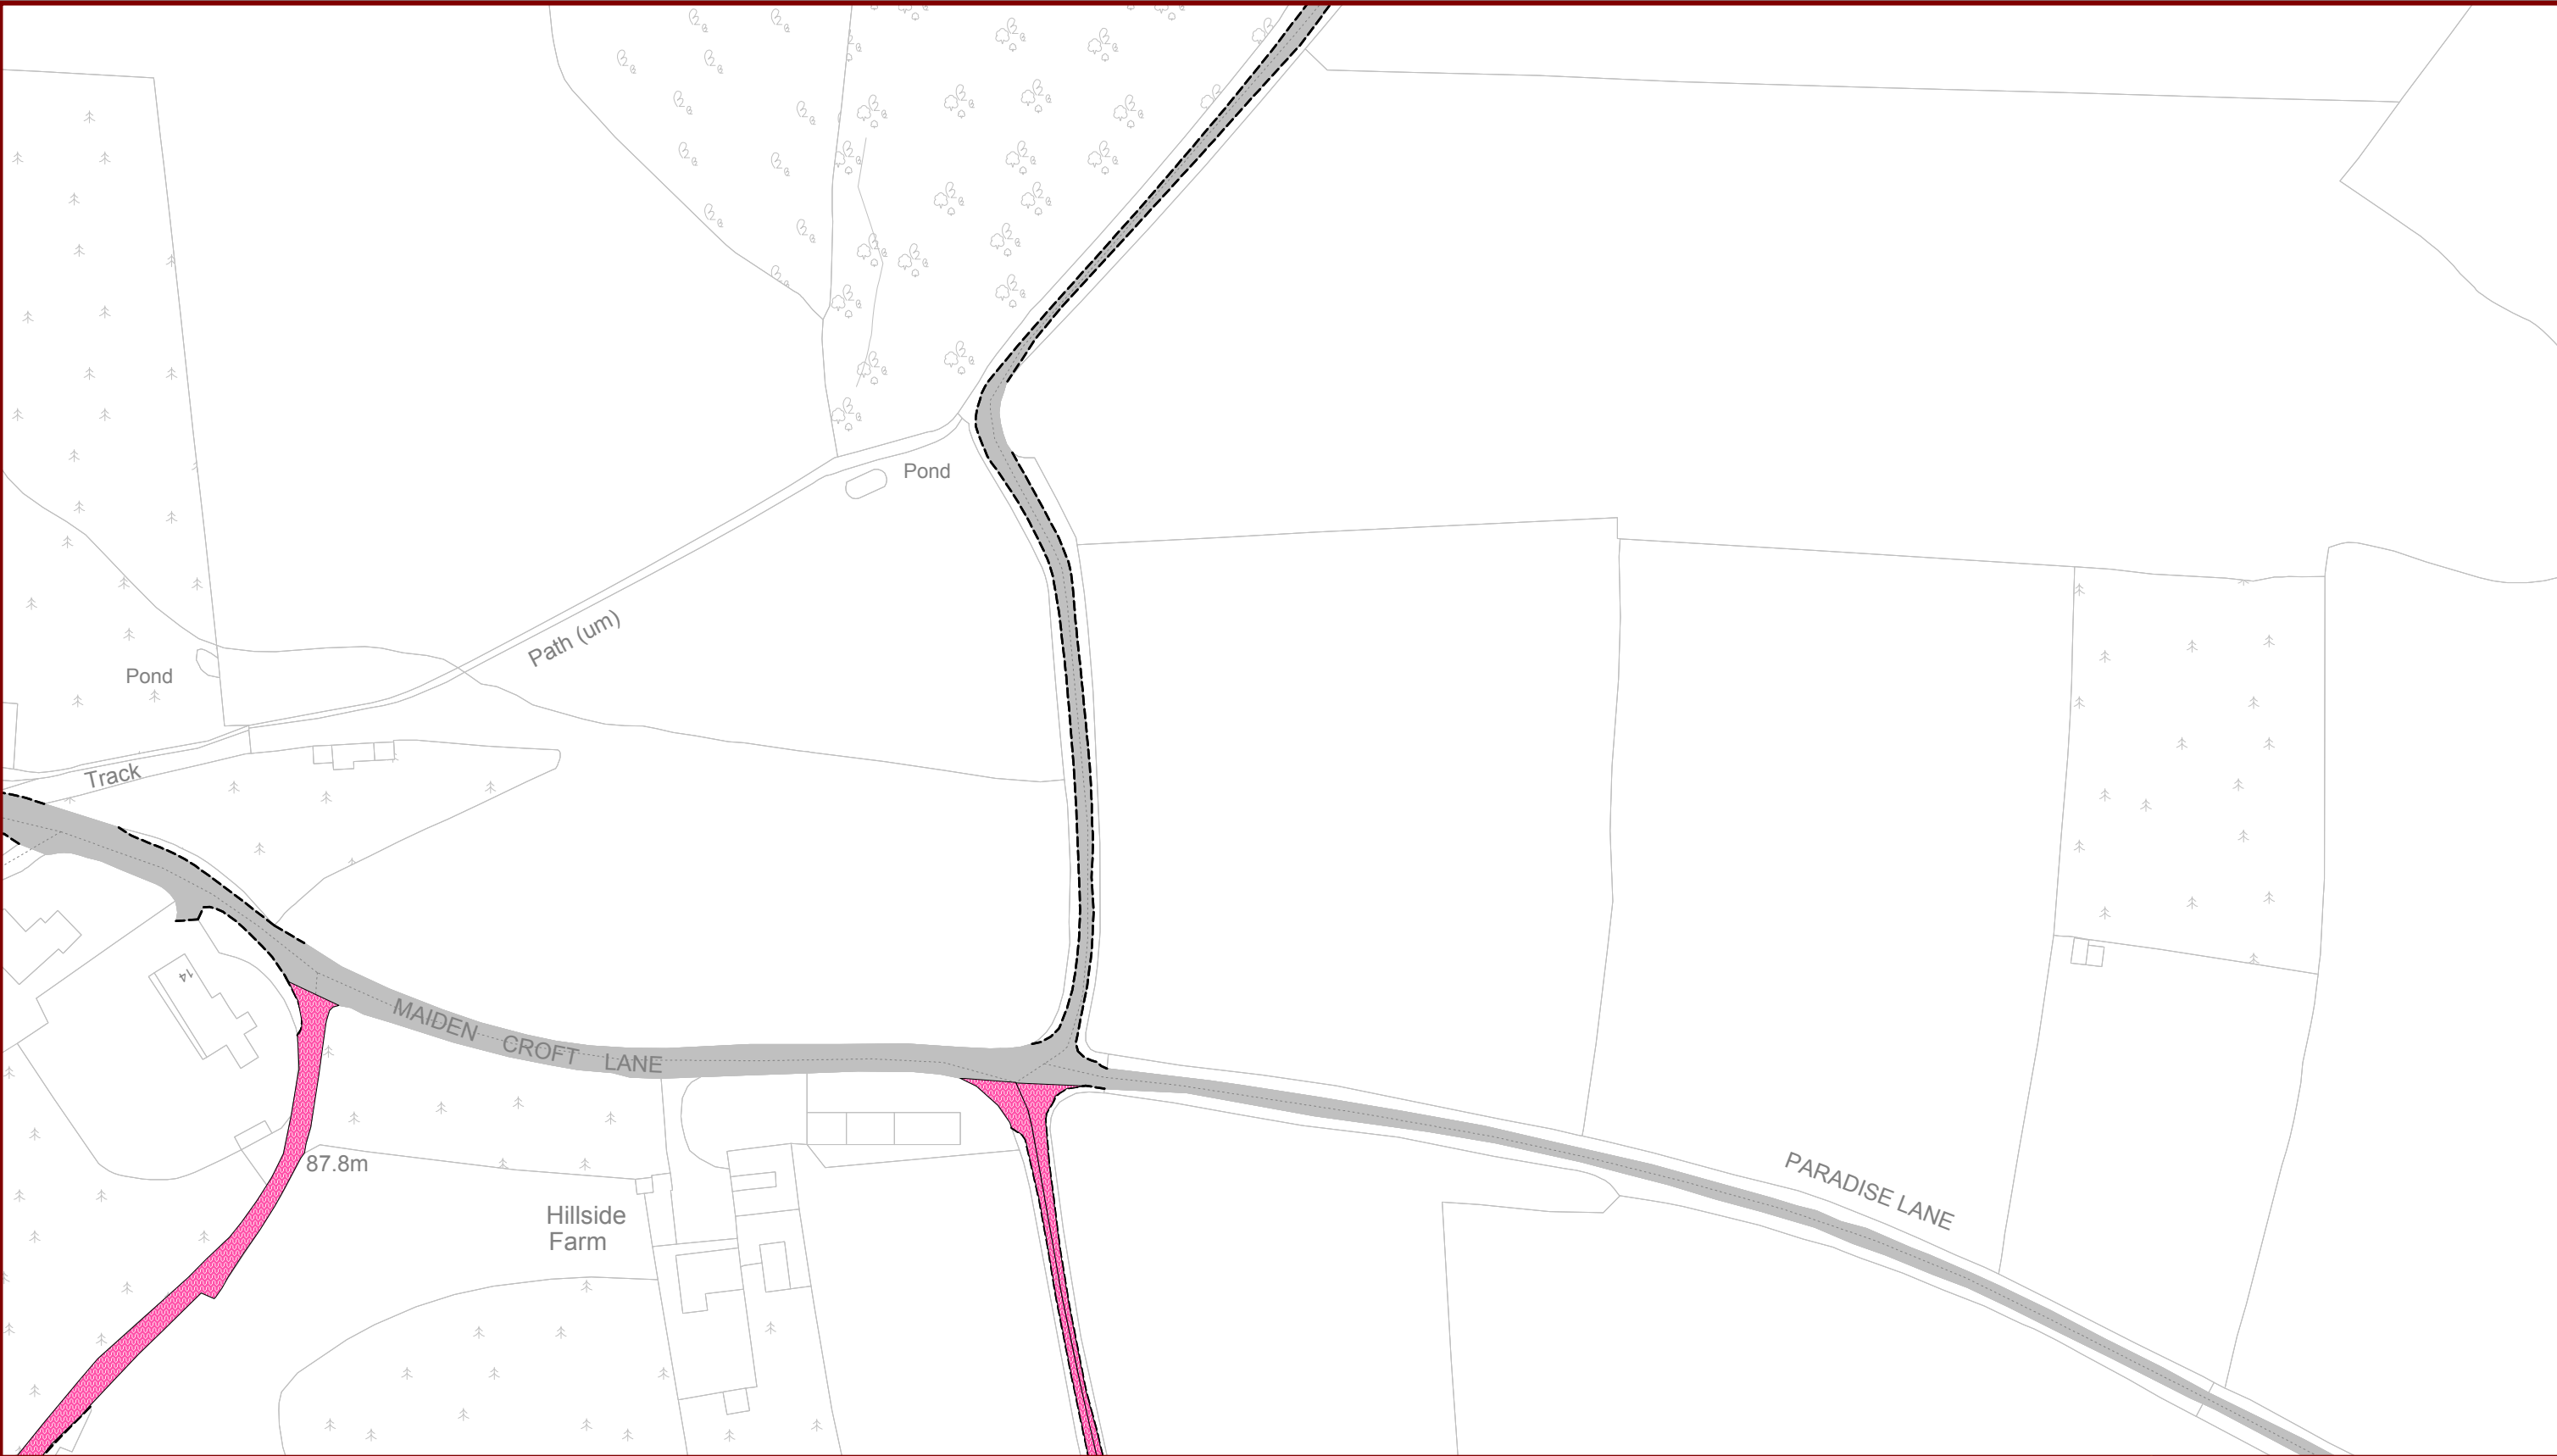 Pond
Path (um)
Pond
Track
14
MAIDEN CROFT LANE
PARADISE LANE
87.8m
Hillside
Farm